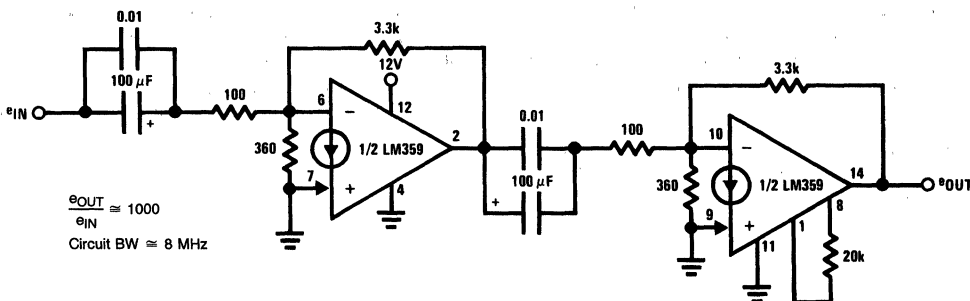 0.01
100 μF
+
eIN
100
3.3k
12V
6
−
12
360
1/2 LM359
2
7
+
4
0.01
100 μF
+
100
3.3k
10
−
360
1/2 LM359
14
eOUT
9
+
8
11
1
20k
eOUT
eIN
≅ 1000
Circuit BW ≅ 8 MHz